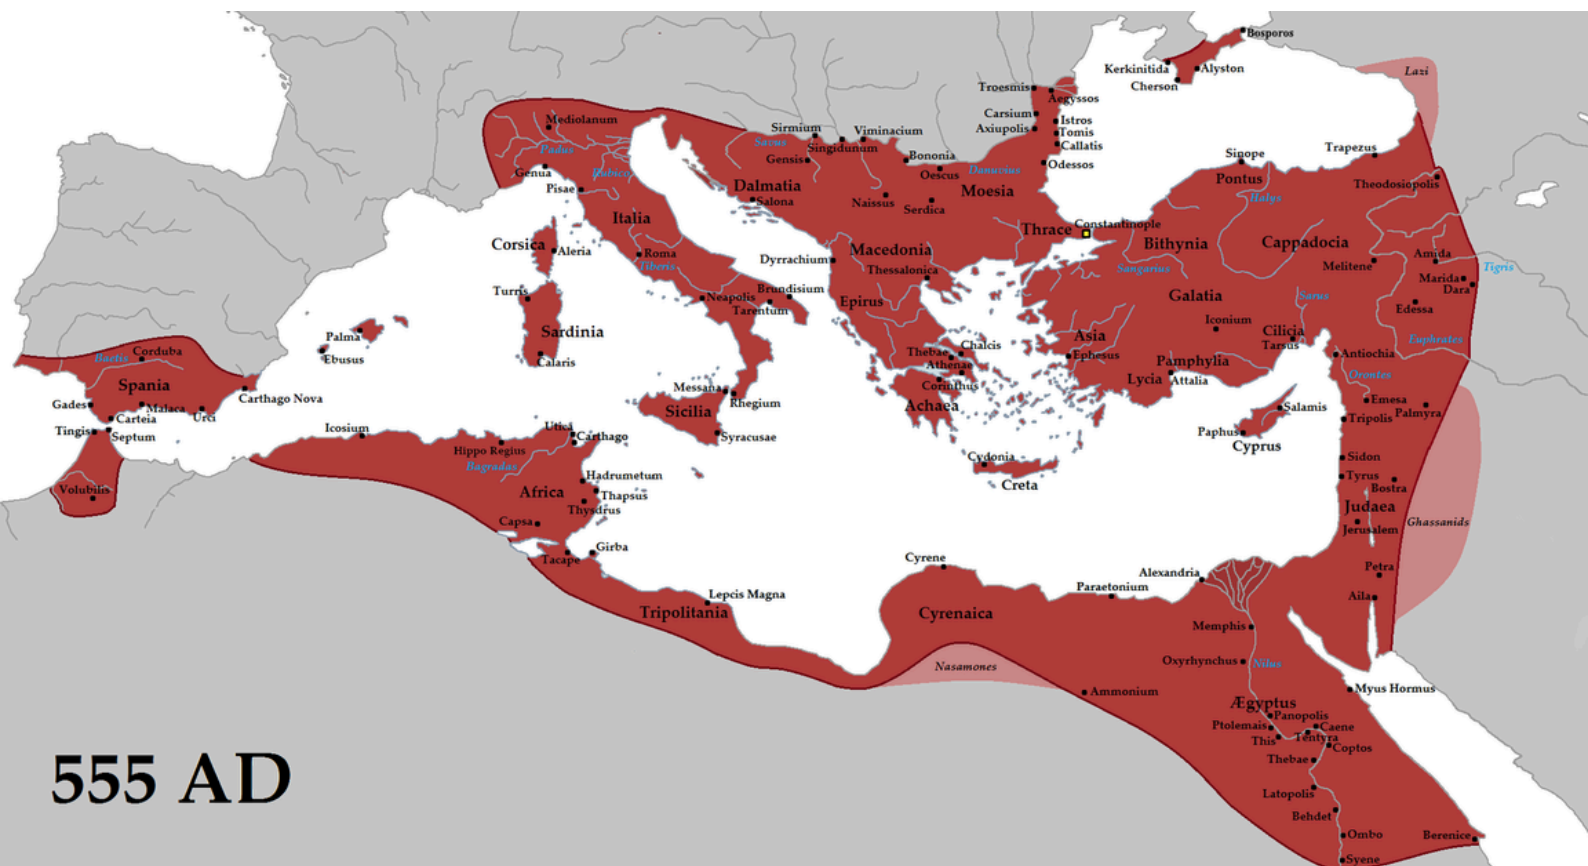 Bosporos
Kerkinitida
Alyston
Cherson
Lazi
Troesmis
Aegyssos
Carsium
Istros
Axiupolis
Tomis
Callatis
Odessos
Mediolanum
Padus
Genua
Rubico
Pisae
Sirmium
Viminacium
Savus
Singidunum
Gensis
Bononia
Oescus
Danuvius
Dalmatia
Salona
Naissus
Serdica
Moesia
Sinope
Trapezus
Pontus
Theodosiopolis
Halys
Italia
Corsica
Aleria
Roma
Tiberis
Thrace
Constantinople
Bithynia
Cappadocia
Macedonia
Dyrrachium
Thessalonica
Sangarius
Melitene
Amida
Tigris
Marida
Dara
Turris
Neapolis
Brundisium
Tarentum
Epirus
Galatia
Sarus
Edessa
Palma
Ebusus
Sardinia
Calaris
Iconium
Asia
Cilicia
Tarsus
Euphrates
Thebae
Chalcis
Athenae
Ephesus
Antiochia
Baetis
Corduba
Spania
Carthago Nova
Gades
Malaca
Carteia
Urci
Tingis
Septum
Messana
Rhegium
Corinthus
Achaea
Pamphylia
Lycia
Attalia
Orontes
Emesa
Palmyra
Salamis
Tripolis
Sicilia
Syracusae
Paphus
Cyprus
Icosium
Utica
Carthago
Hippo Regius
Bagradas
Cydonia
Creta
Sidon
Tyrus
Bostra
Volubilis
Hadrumetum
Africa
Thapsus
Thysdrus
Capsa
Judaea
Jerusalem
Ghassanids
Girba
Tacape
Cyrene
Petra
Alexandria
Paraetonium
Aila
Lepcis Magna
Tripolitania
Cyrenaica
Memphis
Nasamones
Oxyrhynchus
Nilus
Ammonium
Myus Hormus
Ægyptus
Panopolis
Ptolemais
Caene
This
Tentyra
Coptos
Thebae
Latopolis
Behdet
Ombo
Berenice
Syene
555 AD